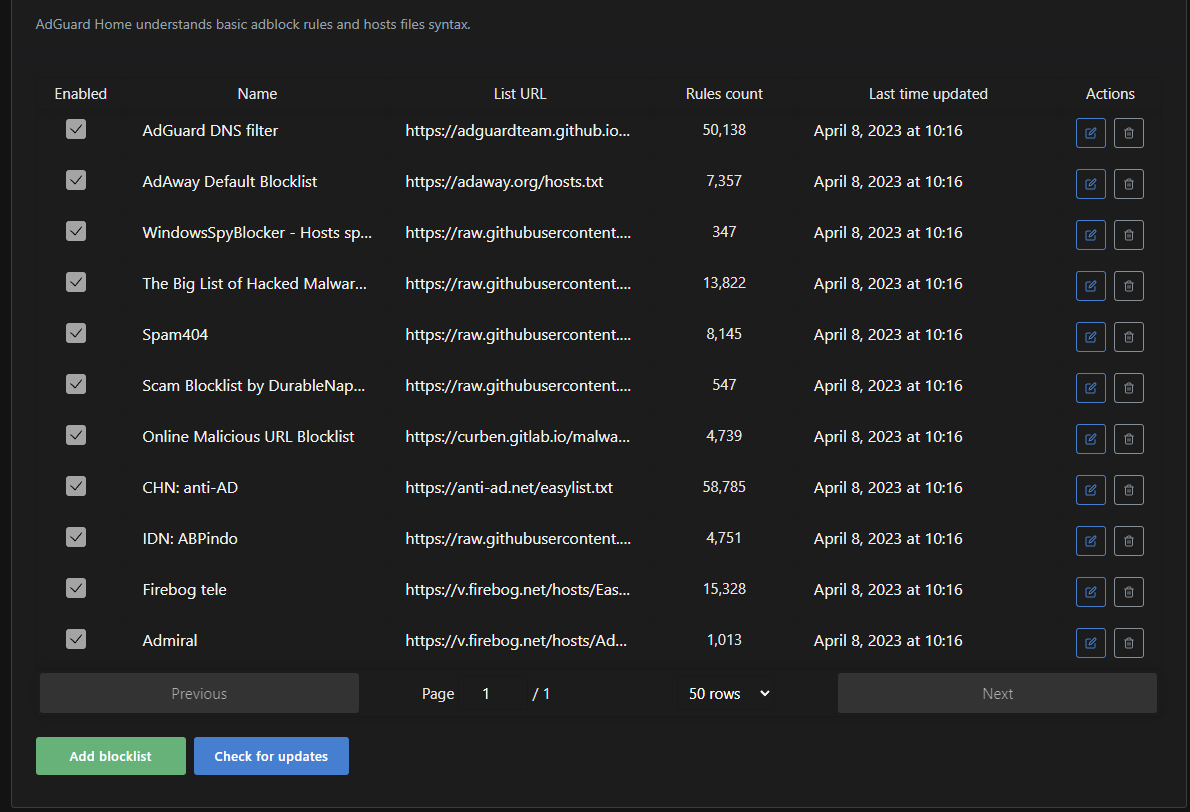 AdGuard Home understands basic adblock rules and hosts files syntax.
Enabled Name List URL Rules count Last time updated Actions
AdGuard DNS filter https://adguardteam.github.io... 50,138 April 8, 2023 at 10:16
AdAway Default Blocklist https://adaway.org/hosts.txt 7,357 April 8, 2023 at 10:16
WindowsSpyBlocker - Hosts sp... https://raw.githubusercontent.... 347 April 8, 2023 at 10:16
The Big List of Hacked Malwar... https://raw.githubusercontent.... 13,822 April 8, 2023 at 10:16
Spam404 https://raw.githubusercontent.... 8,145 April 8, 2023 at 10:16
Scam Blocklist by DurableNap... https://raw.githubusercontent.... 547 April 8, 2023 at 10:16
Online Malicious URL Blocklist https://curben.gitlab.io/malwa... 4,739 April 8, 2023 at 10:16
CHN: anti-AD https://anti-ad.net/easylist.txt 58,785 April 8, 2023 at 10:16
IDN: ABPindo https://raw.githubusercontent.... 4,751 April 8, 2023 at 10:16
Firebog tele https://v.firebog.net/hosts/Eas... 15,328 April 8, 2023 at 10:16
Admiral https://v.firebog.net/hosts/Ad... 1,013 April 8, 2023 at 10:16
Previous Page 1 / 1 50 rows Next
Add blocklist Check for updates